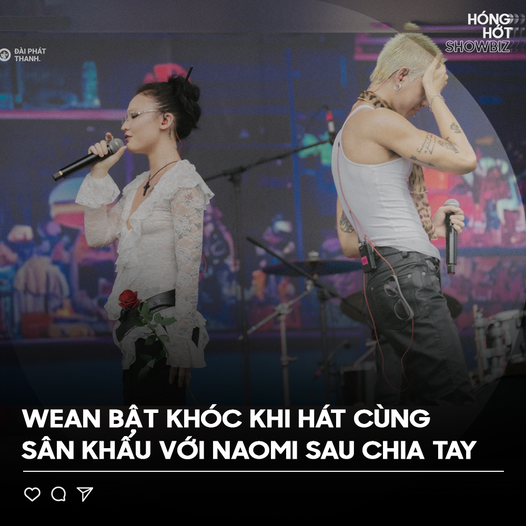 HÓNG
HỚT
SHOWBIZ
ĐÀI PHÁT
THANH.
WEAN BẬT KHÓC KHI HÁT CÙNG
SÂN KHẤU VỚI NAOMI SAU CHIA TAY